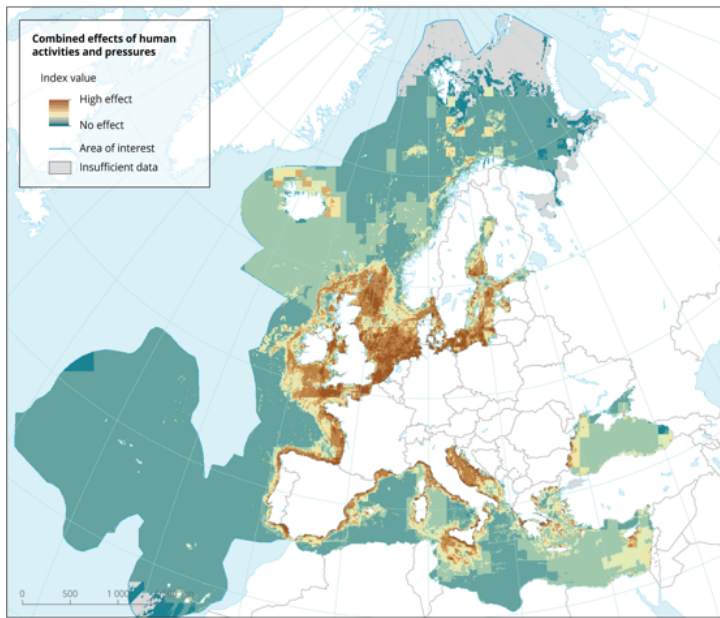 Combined effects of human
activities and pressures
Index value
High effect
No effect
Area of interest
Insufficient data
0 500 1 000